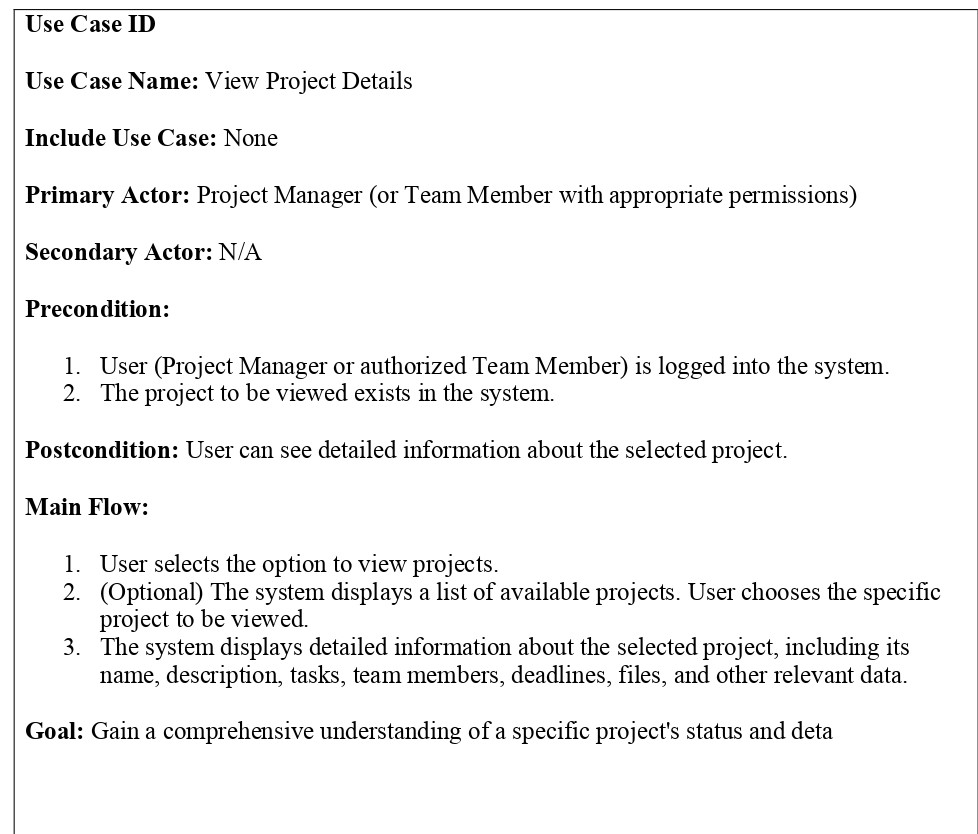 Use Case ID
Use Case Name: View Project Details
Include Use Case: None
Primary Actor: Project Manager (or Team Member with appropriate permissions)
Secondary Actor: N/A
Precondition:
1. User (Project Manager or authorized Team Member) is logged into the system.
2. The project to be viewed exists in the system.
Postcondition: User can see detailed information about the selected project.
Main Flow:
1. User selects the option to view projects.
2. (Optional) The system displays a list of available projects. User chooses the specific
project to be viewed.
3. The system displays detailed information about the selected project, including its
name, description, tasks, team members, deadlines, files, and other relevant data.
Goal: Gain a comprehensive understanding of a specific project's status and deta